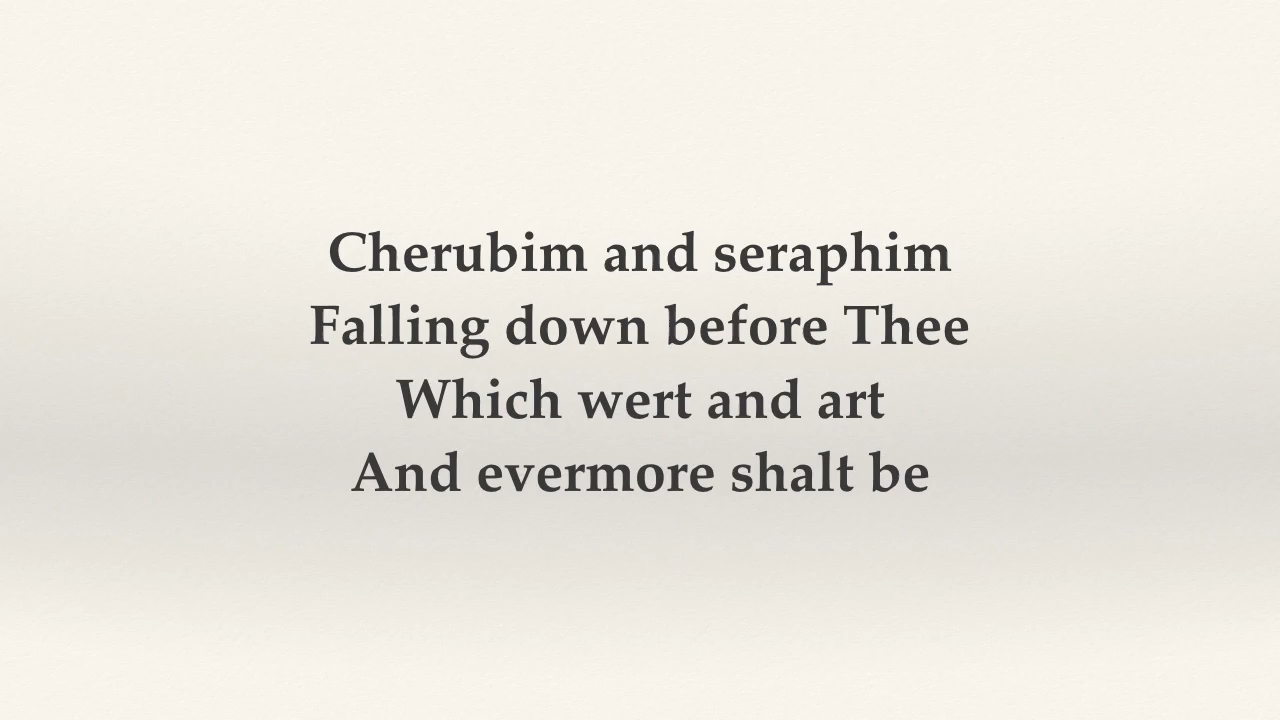 Cherubim and seraphim
Falling down before Thee
Which wert and art
And evermore shalt be